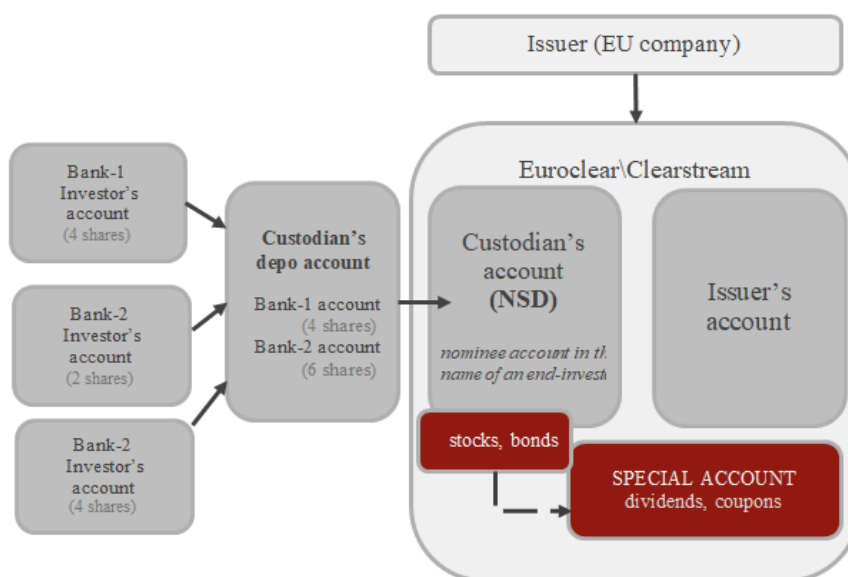 Issuer (EU company)
Euroclear\Clearstream
Bank-1
Investor's
account
(4 shares)
Bank-2
Investor's
account
(2 shares)
Bank-2
Investor's
account
(4 shares)
Custodian's
depo account
Bank-1 account
(4 shares)
Bank-2 account
(6 shares)
Custodian's
account
(NSD)
nominee account in th
name of an end-invest
Issuer's
account
stocks, bonds
SPECIAL ACCOUNT
dividends, coupons